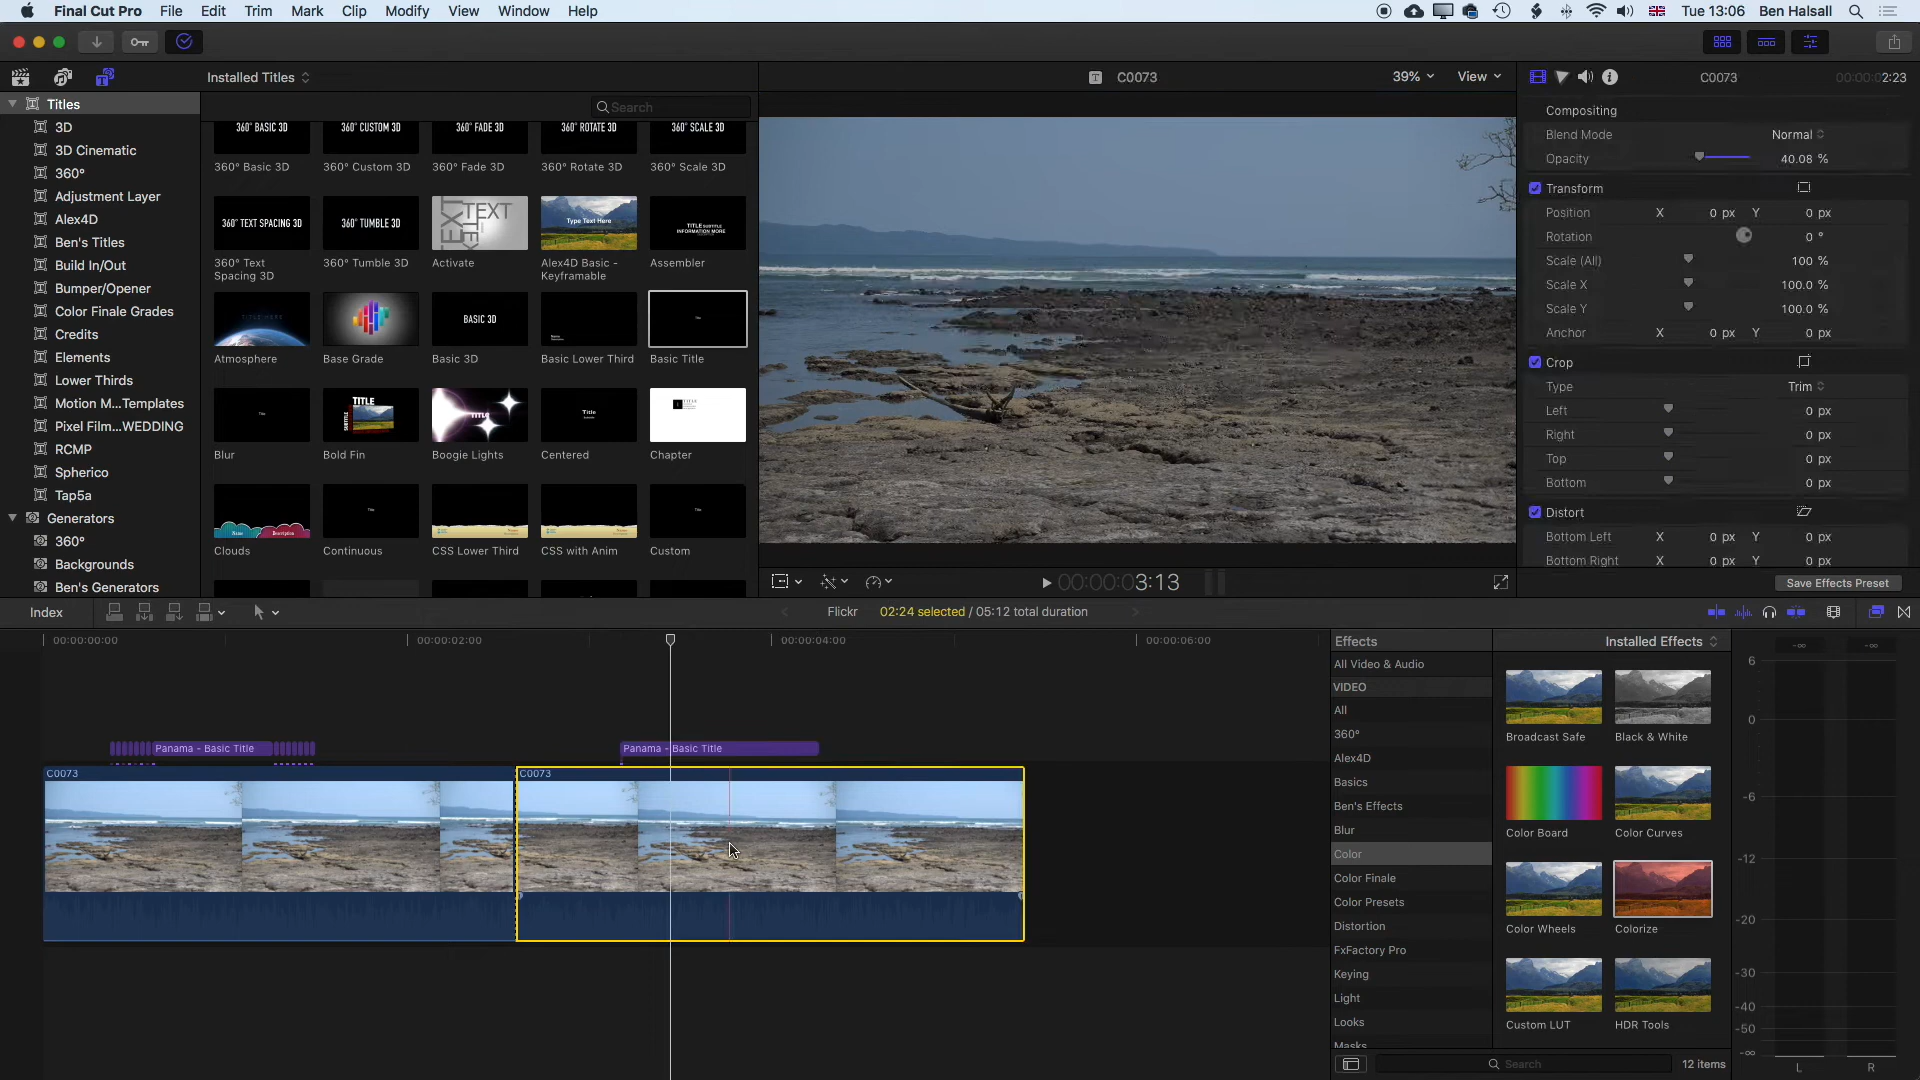 Final Cut Pro File Edit Trim Mark Clip Modify View Window Help Tue 13:06 Ben Halsall
Installed Titles
Search
Titles
3D
3D Cinematic
360°
Adjustment Layer
Alex4D
Ben's Titles
Build In/Out
Bumper/Opener
Color Finale Grades
Credits
Elements
Lower Thirds
Motion M...Templates
Pixel Film...WEDDING
RCMP
Spherico
Tap5a
Generators
360°
Backgrounds
Ben's Generators
360° BASIC 3D 360° CUSTOM 3D 360° FADE 3D 360° ROTATE 3D 360° SCALE 3D
360° Basic 3D 360° Custom 3D 360° Fade 3D 360° Rotate 3D 360° Scale 3D
360° TEXT SPACING 3D 360° TUMBLE 3D TEXT Type Text Here TITLE SUBTITLE
INFORMATION MORE
360° Text Spacing 3D 360° Tumble 3D Activate Alex4D Basic - Keyframable Assembler
TITLE HERE BASIC 3D
Atmosphere Base Grade Basic 3D Basic Lower Third Basic Title
Title TITLE SUBTITLE TITLE Title
Blur Bold Fin Boogie Lights Centered Chapter
Name Description Title Title
Clouds Continuous CSS Lower Third CSS with Anim Custom
C0073
39% View
00:00:00:03:13
C0073 00:00:00:02:23
Compositing
Blend Mode Normal
Opacity 40.08 %
Transform
Position X 0 px Y 0 px
Rotation 0 °
Scale (All) 100 %
Scale X 100.0 %
Scale Y 100.0 %
Anchor X 0 px Y 0 px
Crop
Type Trim
Left 0 px
Right 0 px
Top 0 px
Bottom 0 px
Distort
Bottom Left X 0 px Y 0 px
Bottom Right X 0 px Y 0 px
Save Effects Preset
Index
Flickr 02:24 selected / 05:12 total duration
00:00:00:00 00:00:02:00 00:00:04:00 00:00:06:00
Panama - Basic Title Panama - Basic Title
C0073 C0073
Effects Installed Effects
All Video & Audio
VIDEO
All
360°
Alex4D
Basics
Ben's Effects
Blur
Color
Color Finale
Color Presets
Distortion
FxFactory Pro
Keying
Light
Looks
Masks
Broadcast Safe Black & White
Color Board Color Curves
Color Wheels Colorize
Custom LUT HDR Tools
Search 12 items
-∞ -∞
6
0
-6
-12
-20
-30
-40
-50
-∞
L R